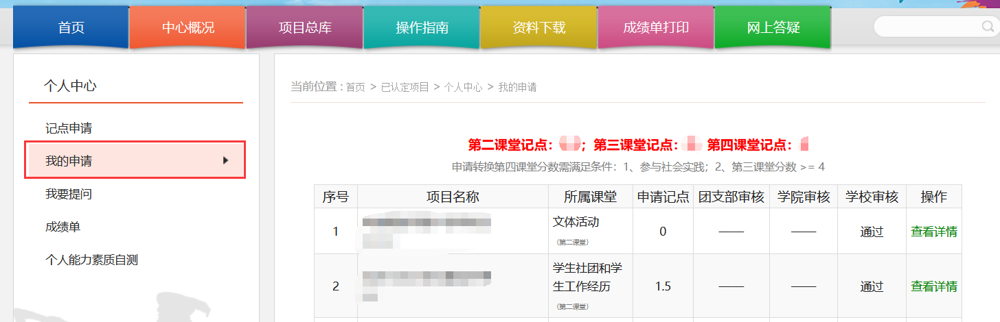 首页 中心概况 项目总库 操作指南 资料下载 成绩单打印 网上答疑
个人中心
记点申请
我的申请
我要提问
成绩单
个人能力素质自测
当前位置 : 首页 > 已认定项目 > 个人中心 > 我的申请
第二课堂记点： ；第三课堂记点： 第四课堂记点：
申请转换第四课堂分数需满足条件：1、参与社会实践；2、第三课堂分数 >= 4
序号 项目名称 所属课堂 申请记点 团支部审核 学院审核 学校审核 操作
1 文体活动 0 —— —— 通过 查看详情
（第二课堂）
2 学生社团和学生工作经历 1.5 —— —— 通过 查看详情
（第二课堂）